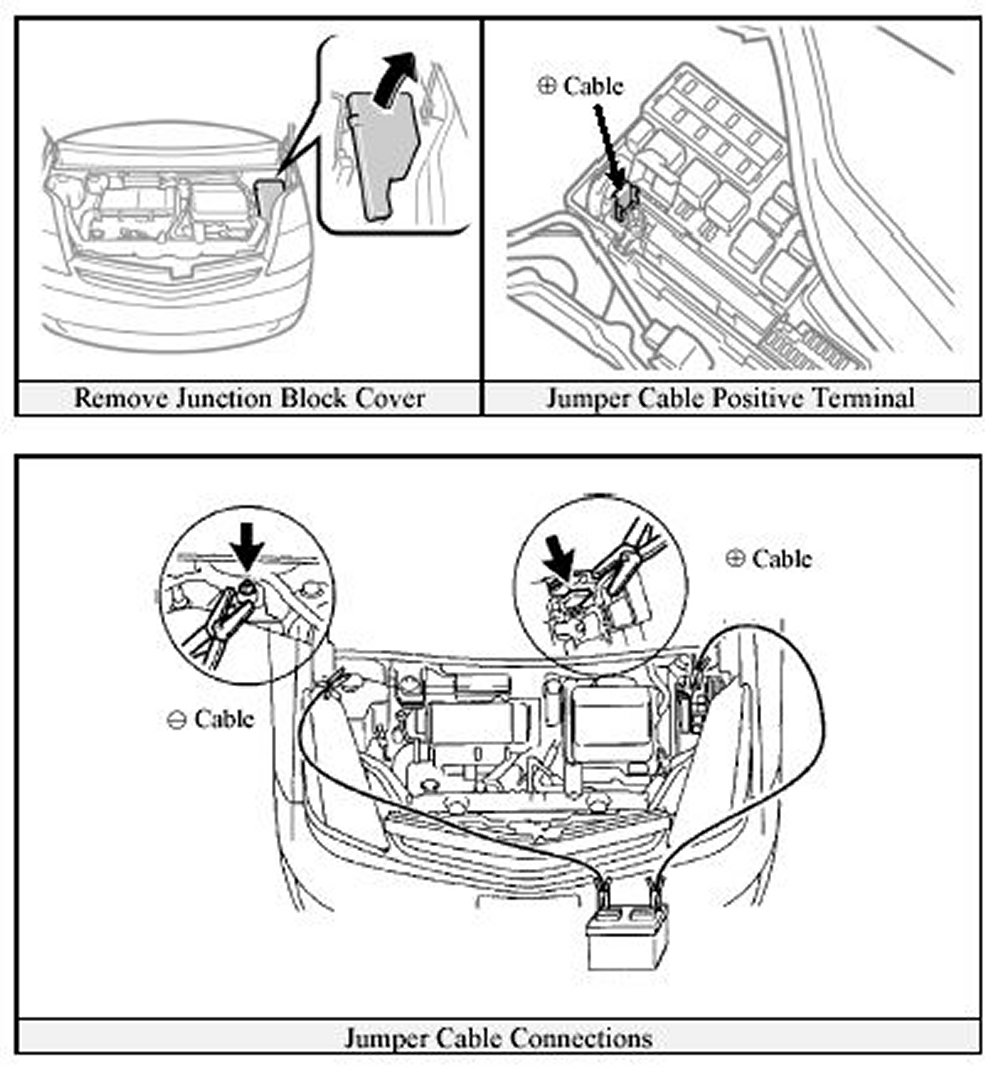 ⊕ Cable
Remove Junction Block Cover
Jumper Cable Positive Terminal
⊕ Cable
⊖ Cable
Jumper Cable Connections